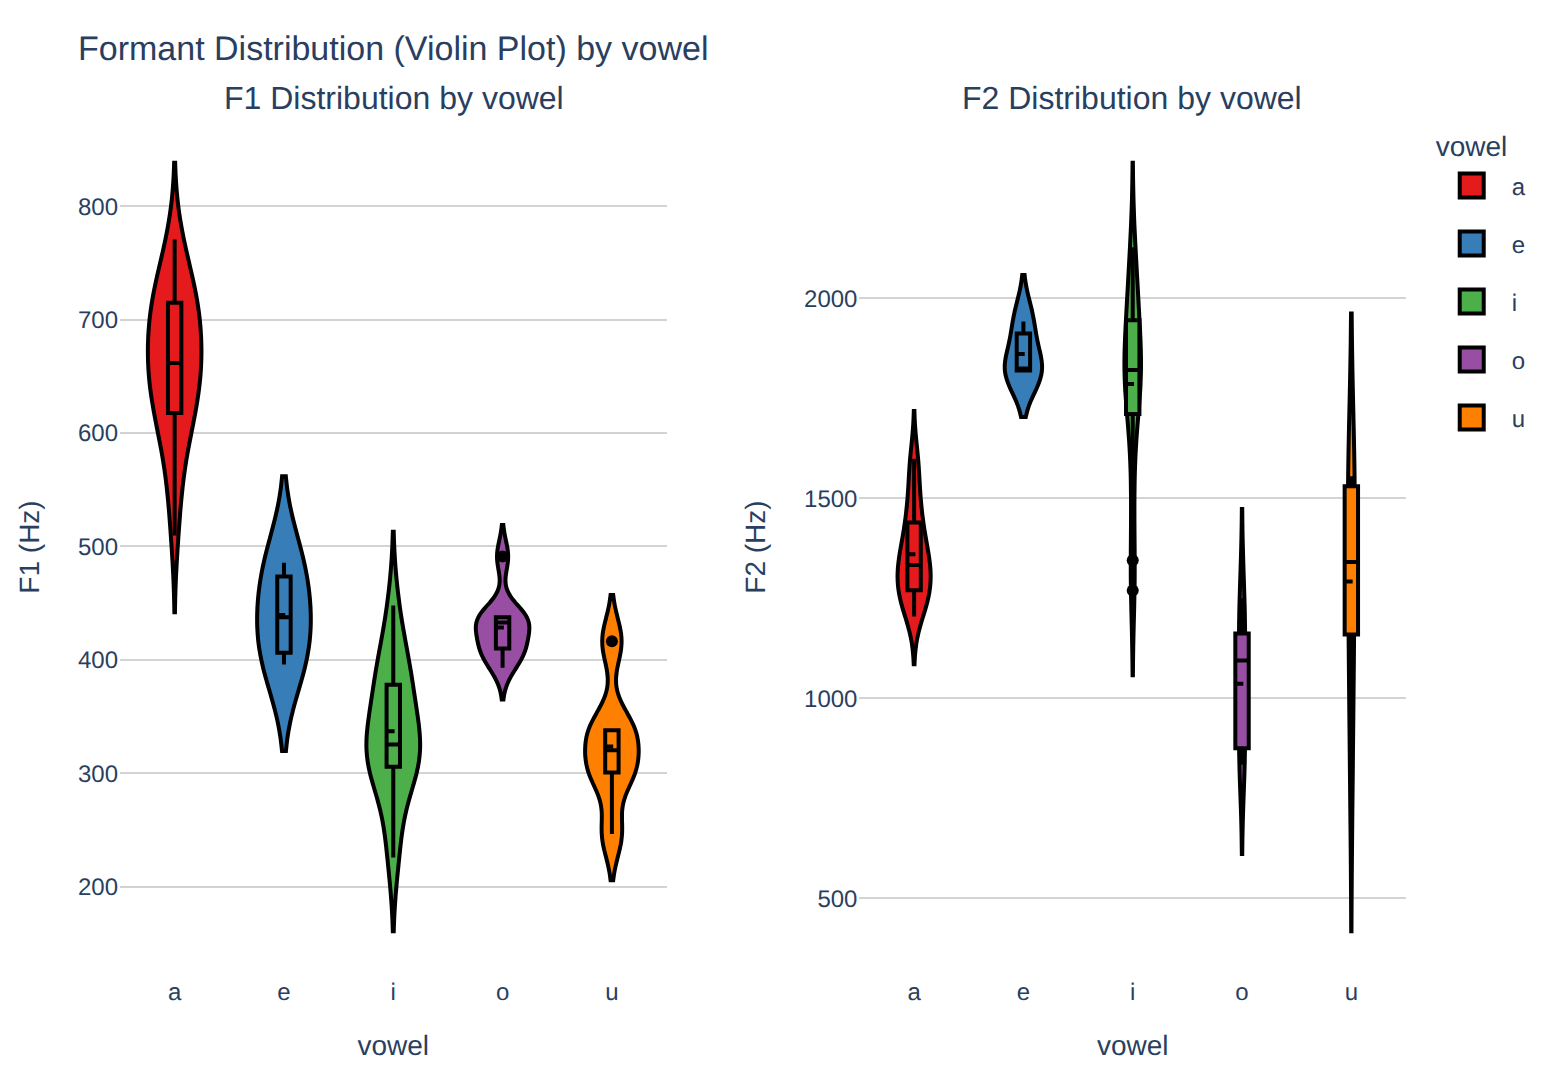 Formant Distribution (Violin Plot) by vowel
F1 Distribution by vowel
F2 Distribution by vowel
F1 (Hz)
800
700
600
500
400
300
200
a
e
i
o
u
vowel
F2 (Hz)
2000
1500
1000
500
a
e
i
o
u
vowel
vowel
a
e
i
o
u